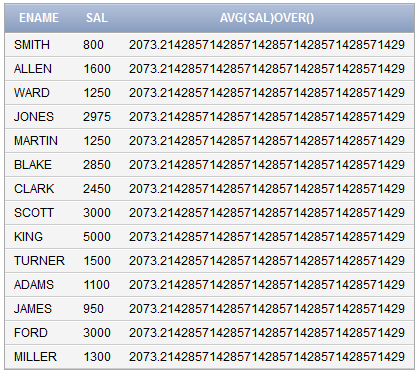 ENAME SAL AVG(SAL)OVER()
SMITH 800 2073.21428571428571428571428571428571429
ALLEN 1600 2073.21428571428571428571428571428571429
WARD 1250 2073.21428571428571428571428571428571429
JONES 2975 2073.21428571428571428571428571428571429
MARTIN 1250 2073.21428571428571428571428571428571429
BLAKE 2850 2073.21428571428571428571428571428571429
CLARK 2450 2073.21428571428571428571428571428571429
SCOTT 3000 2073.21428571428571428571428571428571429
KING 5000 2073.21428571428571428571428571428571429
TURNER 1500 2073.21428571428571428571428571428571429
ADAMS 1100 2073.21428571428571428571428571428571429
JAMES 950 2073.21428571428571428571428571428571429
FORD 3000 2073.21428571428571428571428571428571429
MILLER 1300 2073.21428571428571428571428571428571429